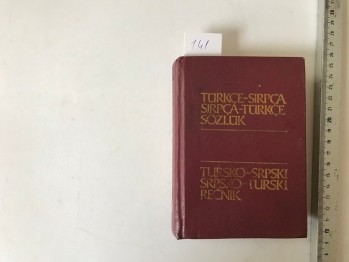 141
TÜRKÇE-SIRPÇA
SIRPÇA-TÜRKÇE
SÖZLÜK
TURSKO-SRPSKI
SRPSKO-TURSKI
REČNIK